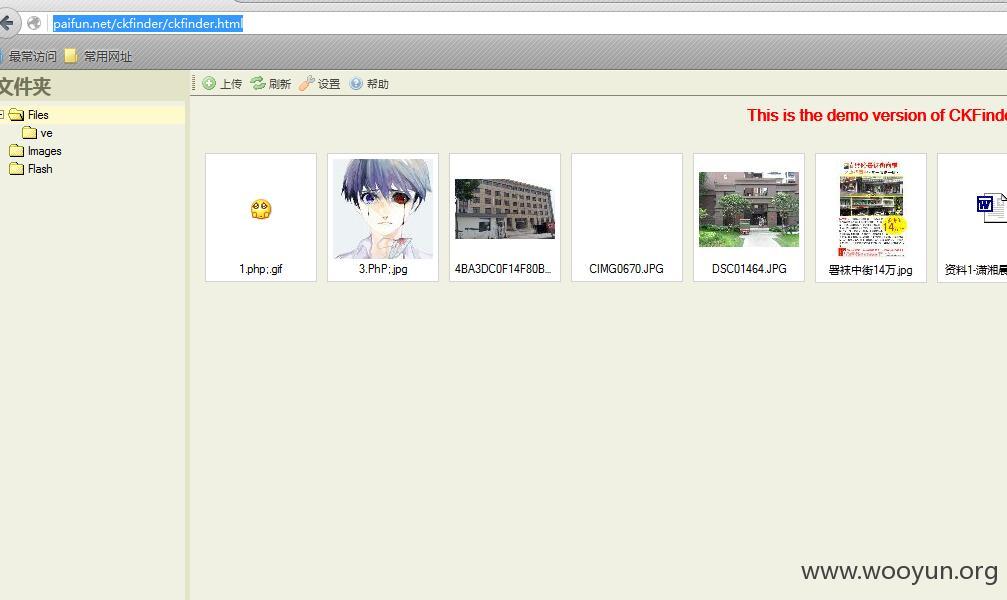 paifun.net/ckfinder/ckfinder.html
最常访问 常用网址
文件夹
上传 刷新 设置 帮助
Files
ve
Images
Flash
This is the demo version of CKFinde
1.php;.gif
3.PhP;.jpg
4BA3DC0F14F80B...
CIMG0670.JPG
DSC01464.JPG
中街14万.jpg
资料1-潇湘晨
www.wooyun.org